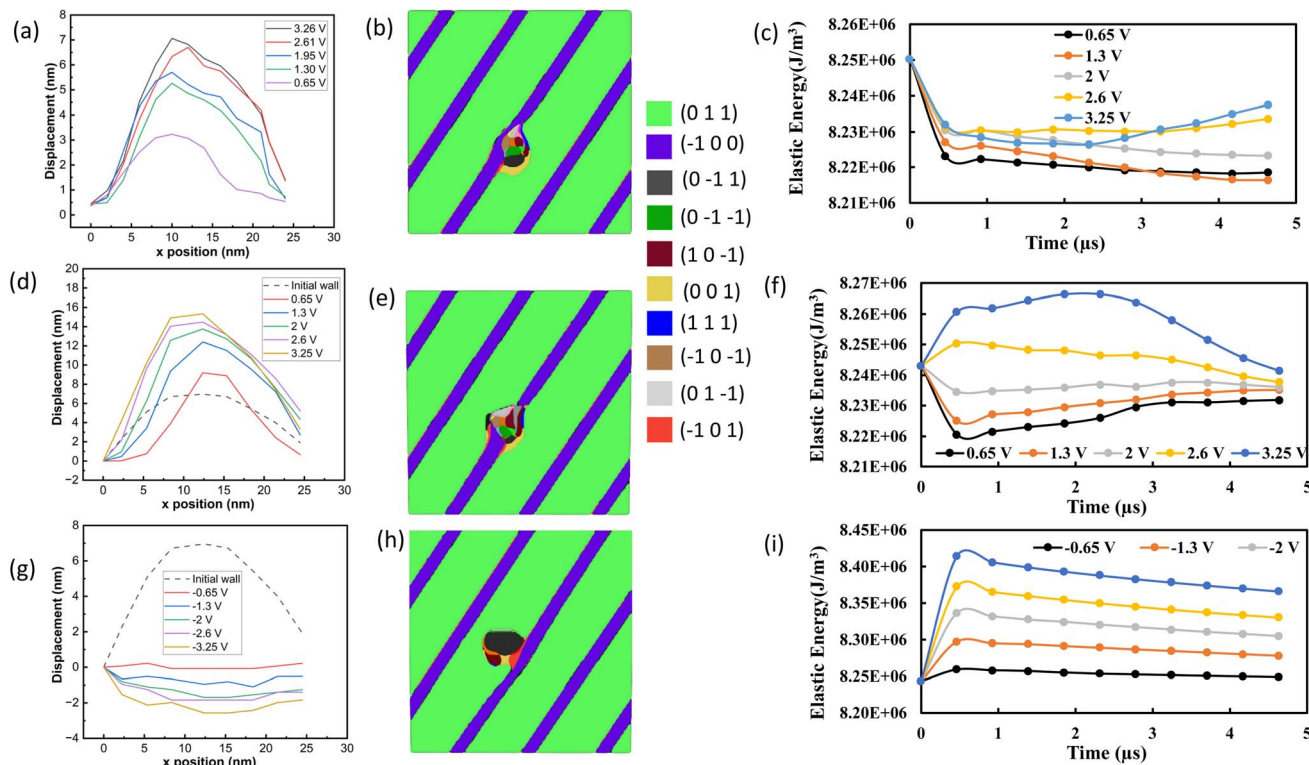 (a)
Displacement (nm)
8
7
6
5
4
3
2
1
0
0 5 10 15 20 25 30
x position (nm)
3.26 V
2.61 V
1.95 V
1.30 V
0.65 V
(b)
(0 1 1)
(-1 0 0)
(0 -1 1)
(0 -1 -1)
(1 0 -1)
(0 0 1)
(1 1 1)
(-1 0 -1)
(0 1 -1)
(-1 0 1)
(c)
Elastic Energy(J/m³)
8.26E+06
8.25E+06
8.24E+06
8.23E+06
8.22E+06
8.21E+06
0 1 2 3 4 5
Time (μs)
0.65 V
1.3 V
2 V
2.6 V
3.25 V
(d)
Displacement (nm)
20
18
16
14
12
10
8
6
4
2
0
−2
0 5 10 15 20 25 30
x position (nm)
Initial wall
0.65 V
1.3 V
2 V
2.6 V
3.25 V
(e)
(f)
Elastic Energy(J/m³)
8.27E+06
8.26E+06
8.25E+06
8.24E+06
8.23E+06
8.22E+06
8.21E+06
0.65 V 1.3 V 2 V 2.6 V 3.25 V
0 1 2 3 4 5
Time (μs)
(g)
Displacement (nm)
8
6
4
2
0
−2
−4
0 5 10 15 20 25 30
x position (nm)
Initial wall
-0.65 V
-1.3 V
-2 V
-2.6 V
-3.25 V
(h)
(i)
Elastic Energy(J/m³)
8.45E+06
8.40E+06
8.35E+06
8.30E+06
8.25E+06
8.20E+06
-0.65 V -1.3 V -2 V
0 1 2 3 4 5
Time (μs)